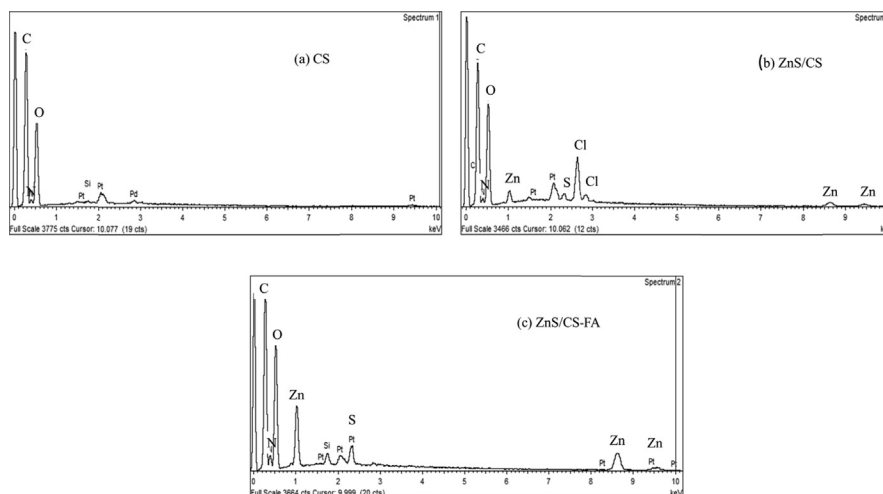 Spectrum 1
C
(a) CS
O
N
Pt
Si
Pt
Pd
Pt
0 1 2 3 4 5 6 7 8 9 10
Full Scale 3775 cts Cursor: 10.077 (19 cts)
keV
Spectrum
C
(b) ZnS/CS
O
Cl
C
N
Zn
Pt
Pt
S
Cl
Zn
Zn
0 1 2 3 4 5 6 7 8 9
Full Scale 3466 cts Cursor: 10.062 (12 cts)
ke
Spectrum 2
C
(c) ZnS/CS-FA
O
Zn
N
S
Pt
Si
Pt
Pt
Zn
Zn
Pt
Pt
Pt
0 1 2 3 4 5 6 7 8 9 10
Full Scale 3664 cts Cursor: 9.999 (20 cts)
keV